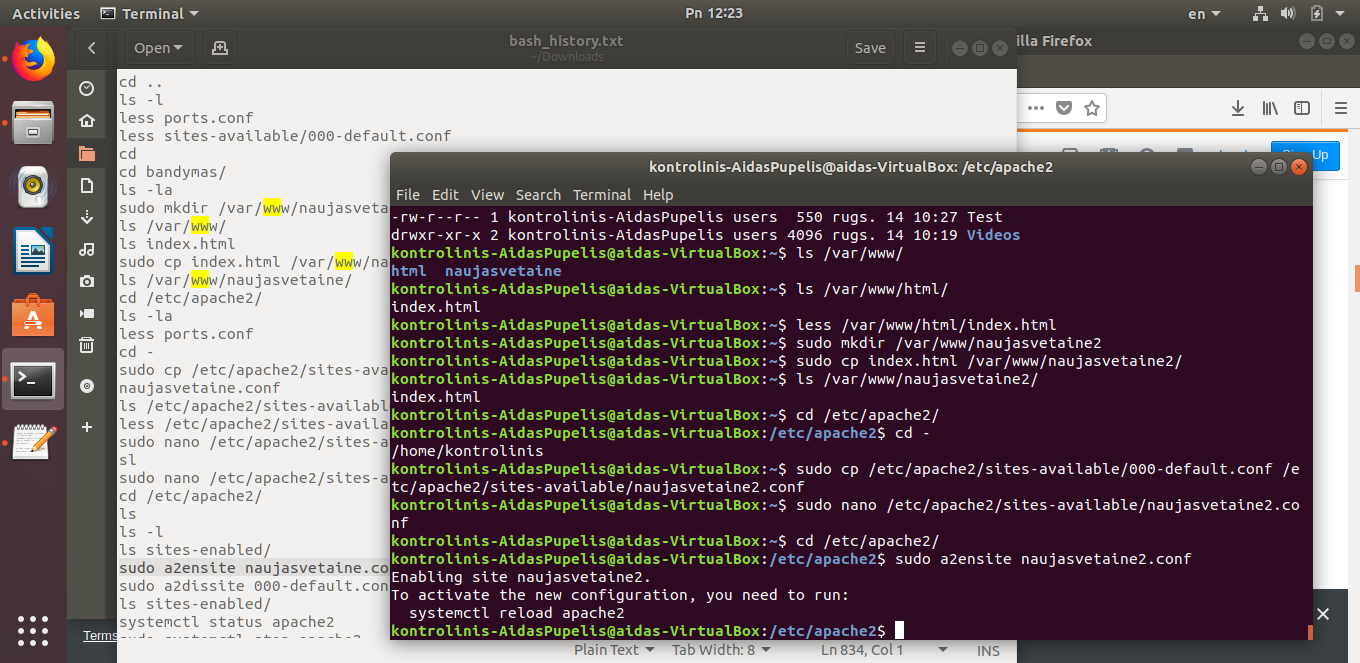 Activities
Terminal
Pn 12:23
en
Open
bash_history.txt
~/Downloads
Save
illa Firefox
cd ..
ls -l
less ports.conf
less sites-available/000-default.conf
cd
cd bandymas/
ls -la
sudo mkdir /var/www/naujasveta
ls /var/www/
ls index.html
sudo cp index.html /var/www/na
ls /var/www/naujasvetaine/
cd /etc/apache2/
ls -la
less ports.conf
cd -
sudo cp /etc/apache2/sites-ava
naujasvetaine.conf
ls /etc/apache2/sites-availabl
less /etc/apache2/sites-availa
sudo nano /etc/apache2/sites-a
sl
sudo nano /etc/apache2/sites-a
cd /etc/apache2/
ls
ls -l
ls sites-enabled/
sudo a2ensite naujasvetaine.co
sudo a2dissite 000-default.con
ls sites-enabled/
systemctl status apache2
Terms
Up
kontrolinis-AidasPupelis@aidas-VirtualBox: /etc/apache2
File Edit View Search Terminal Help
-rw-r--r-- 1 kontrolinis-AidasPupelis users  550 rugs. 14 10:27 Test
drwxr-xr-x 2 kontrolinis-AidasPupelis users 4096 rugs. 14 10:19 Videos
kontrolinis-AidasPupelis@aidas-VirtualBox:~$ ls /var/www/
html  naujasvetaine
kontrolinis-AidasPupelis@aidas-VirtualBox:~$ ls /var/www/html/
index.html
kontrolinis-AidasPupelis@aidas-VirtualBox:~$ less /var/www/html/index.html
kontrolinis-AidasPupelis@aidas-VirtualBox:~$ sudo mkdir /var/www/naujasvetaine2
kontrolinis-AidasPupelis@aidas-VirtualBox:~$ sudo cp index.html /var/www/naujasvetaine2/
kontrolinis-AidasPupelis@aidas-VirtualBox:~$ ls /var/www/naujasvetaine2/
index.html
kontrolinis-AidasPupelis@aidas-VirtualBox:~$ cd /etc/apache2/
kontrolinis-AidasPupelis@aidas-VirtualBox:/etc/apache2$ cd -
/home/kontrolinis
kontrolinis-AidasPupelis@aidas-VirtualBox:~$ sudo cp /etc/apache2/sites-available/000-default.conf /e
tc/apache2/sites-available/naujasvetaine2.conf
kontrolinis-AidasPupelis@aidas-VirtualBox:~$ sudo nano /etc/apache2/sites-available/naujasvetaine2.co
nf
kontrolinis-AidasPupelis@aidas-VirtualBox:~$ cd /etc/apache2/
kontrolinis-AidasPupelis@aidas-VirtualBox:/etc/apache2$ sudo a2ensite naujasvetaine2.conf
Enabling site naujasvetaine2.
To activate the new configuration, you need to run:
  systemctl reload apache2
kontrolinis-AidasPupelis@aidas-VirtualBox:/etc/apache2$
Plain Text
Tab Width: 8
Ln 834, Col 1
INS